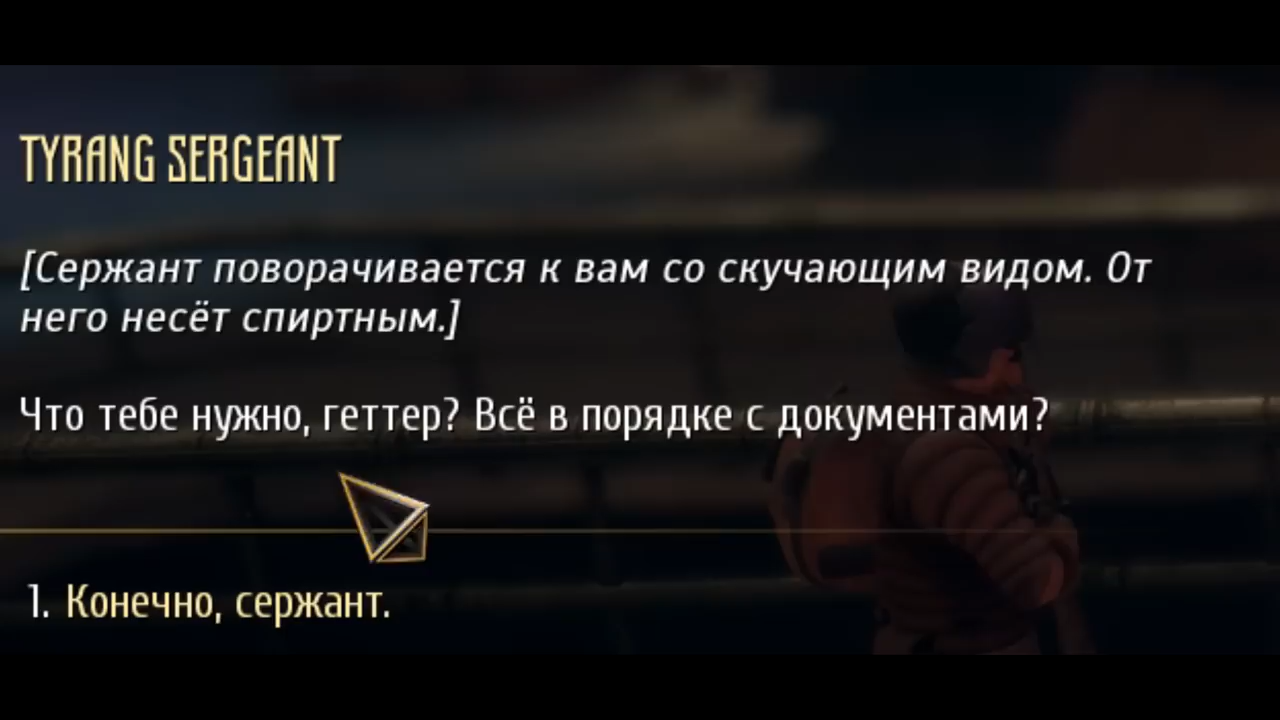 TYRANG SERGEANT
[Сержант поворачивается к вам со скучающим видом. От
него несёт спиртным.]
Что тебе нужно, геттер? Всё в порядке с документами?
1. Конечно, сержант.